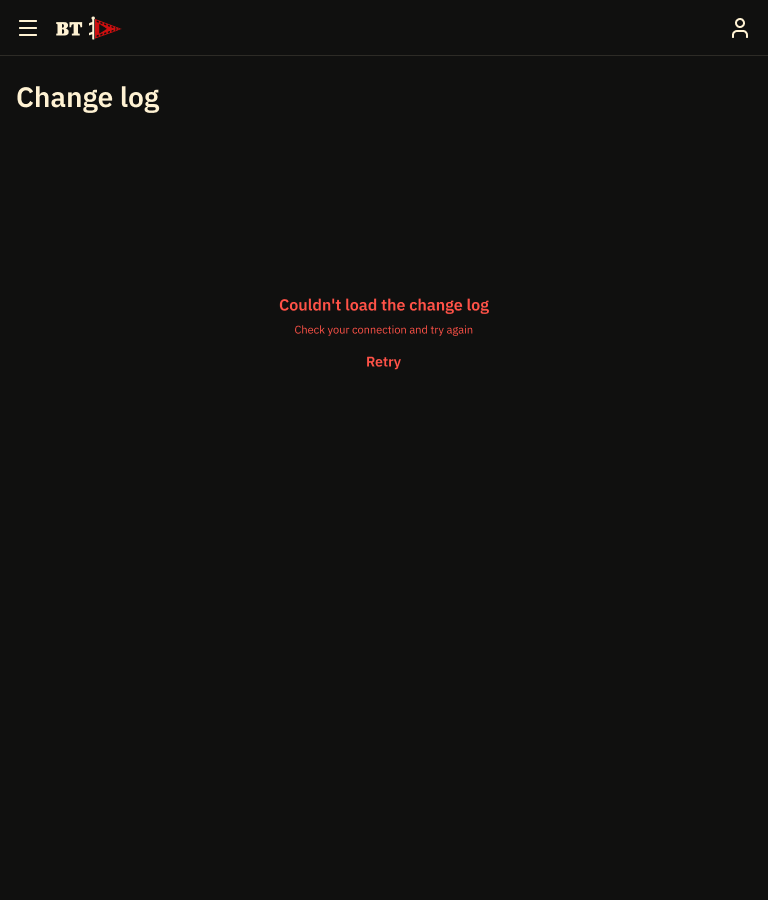 BT
Change log
Couldn't load the change log
Check your connection and try again
Retry